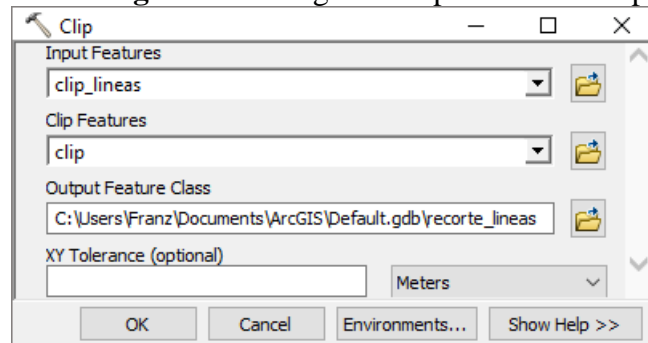 Clip
Input Features
clip_lineas
Clip Features
clip
Output Feature Class
C:\Users\Franz\Documents\ArcGIS\Default.gdb\recorte_lineas
XY Tolerance (optional)
Meters
OK Cancel Environments... Show Help >>